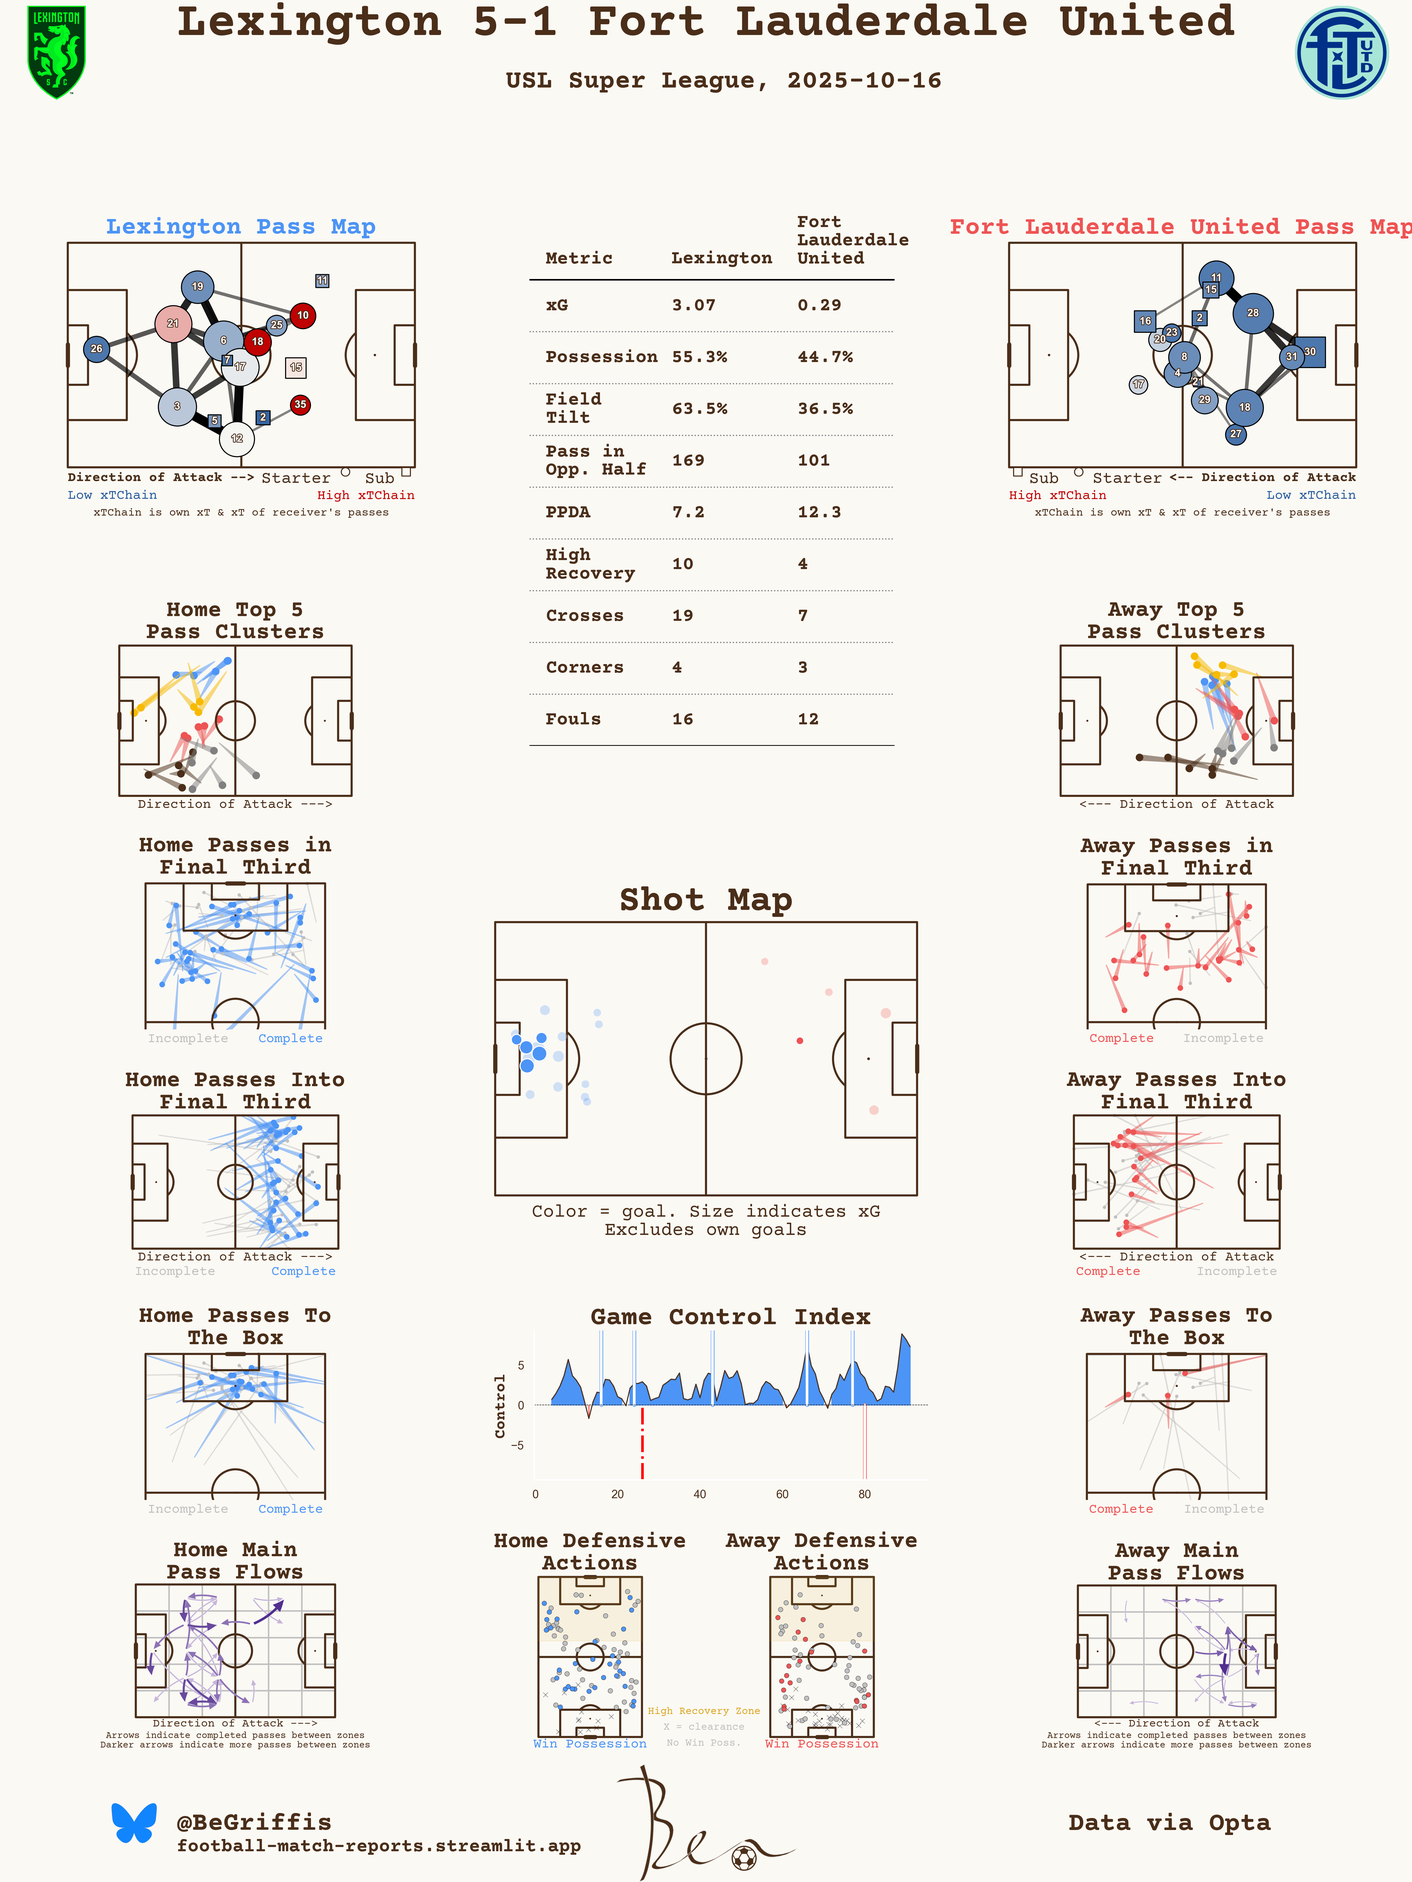 LEXINGTON
S C
Lexington 5-1 Fort Lauderdale United
USL Super League, 2025-10-16
FTL
UTD
Lexington Pass Map
19
11
21
10
25
6
18
26
7
17
15
3
35
5
2
12
Direction of Attack --> Starter Sub
Low xTChain High xTChain
xTChain is own xT & xT of receiver's passes
Metric Lexington Fort Lauderdale United
xG 3.07 0.29
Possession 55.3% 44.7%
Field Tilt 63.5% 36.5%
Pass in Opp. Half 169 101
PPDA 7.2 12.3
High Recovery 10 4
Crosses 19 7
Corners 4 3
Fouls 16 12
Fort Lauderdale United Pass Map
11
15
28
16
2
23
20
30
8
31
4
21
17
29
18
27
Sub Starter <-- Direction of Attack
High xTChain Low xTChain
xTChain is own xT & xT of receiver's passes
Home Top 5
Pass Clusters
Direction of Attack --->
Away Top 5
Pass Clusters
<--- Direction of Attack
Home Passes in
Final Third
Incomplete Complete
Away Passes in
Final Third
Complete Incomplete
Shot Map
Color = goal. Size indicates xG
Excludes own goals
Home Passes Into
Final Third
Direction of Attack --->
Incomplete Complete
Away Passes Into
Final Third
<--- Direction of Attack
Complete Incomplete
Home Passes To
The Box
Incomplete Complete
Game Control Index
Control
5
0
−5
0 20 40 60 80
Away Passes To
The Box
Complete Incomplete
Home Main
Pass Flows
Direction of Attack --->
Arrows indicate completed passes between zones
Darker arrows indicate more passes between zones
Home Defensive
Actions
Win Possession
Away Defensive
Actions
Win Possession
High Recovery Zone
X = clearance
No Win Poss.
Away Main
Pass Flows
<--- Direction of Attack
Arrows indicate completed passes between zones
Darker arrows indicate more passes between zones
@BeGriffis
football-match-reports.streamlit.app
Ben
Data via Opta